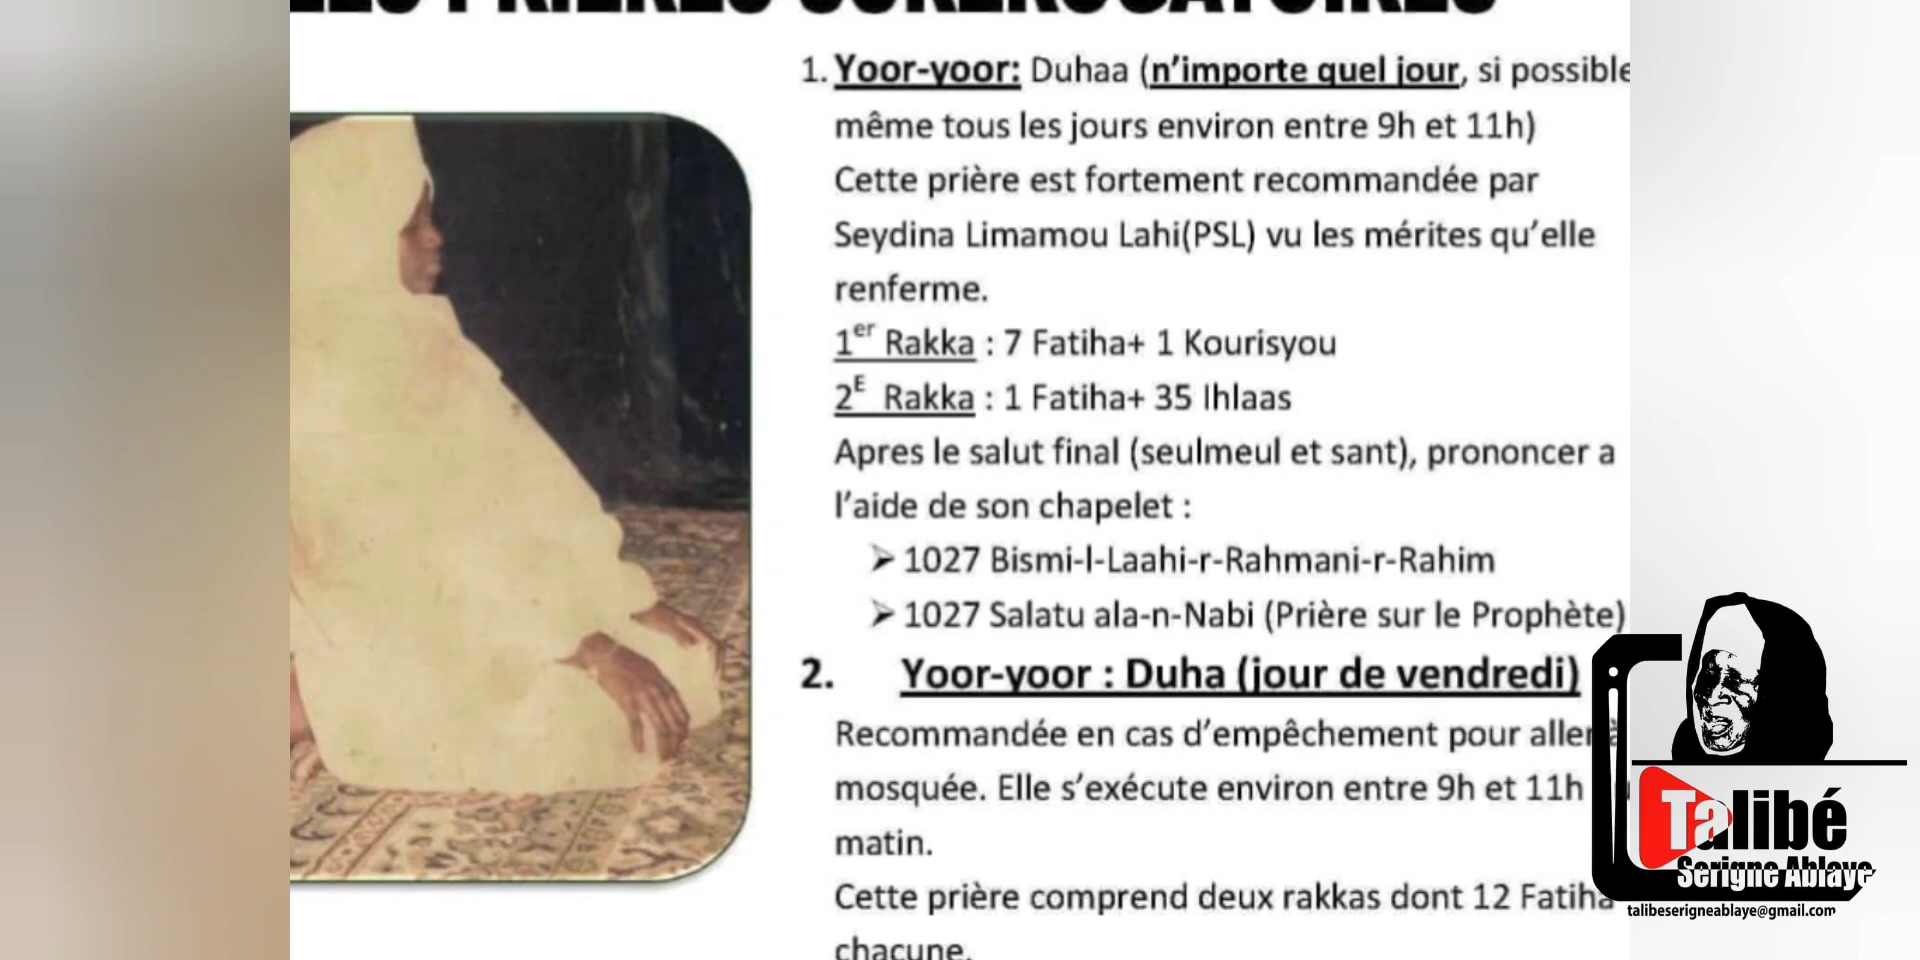 LES PRIÈRES SURÉROGATOIRES
1. Yoor-yoor: Duhaa (n'importe quel jour, si possible
même tous les jours environ entre 9h et 11h)
Cette prière est fortement recommandée par
Seydina Limamou Lahi(PSL) vu les mérites qu'elle
renferme.
1er Rakka : 7 Fatiha+ 1 Kourisyou
2E Rakka : 1 Fatiha+ 35 Ihlaas
Apres le salut final (seulmeul et sant), prononcer a
l'aide de son chapelet :
➢ 1027 Bismi-l-Laahi-r-Rahmani-r-Rahim
➢ 1027 Salatu ala-n-Nabi (Prière sur le Prophète)
2. Yoor-yoor : Duha (jour de vendredi)
Recommandée en cas d'empêchement pour aller à
mosquée. Elle s'exécute environ entre 9h et 11h
matin.
Cette prière comprend deux rakkas dont 12 Fatiha
chacune.
Talibé
Serigne Ablaye
talibeserigneablaye@gmail.com